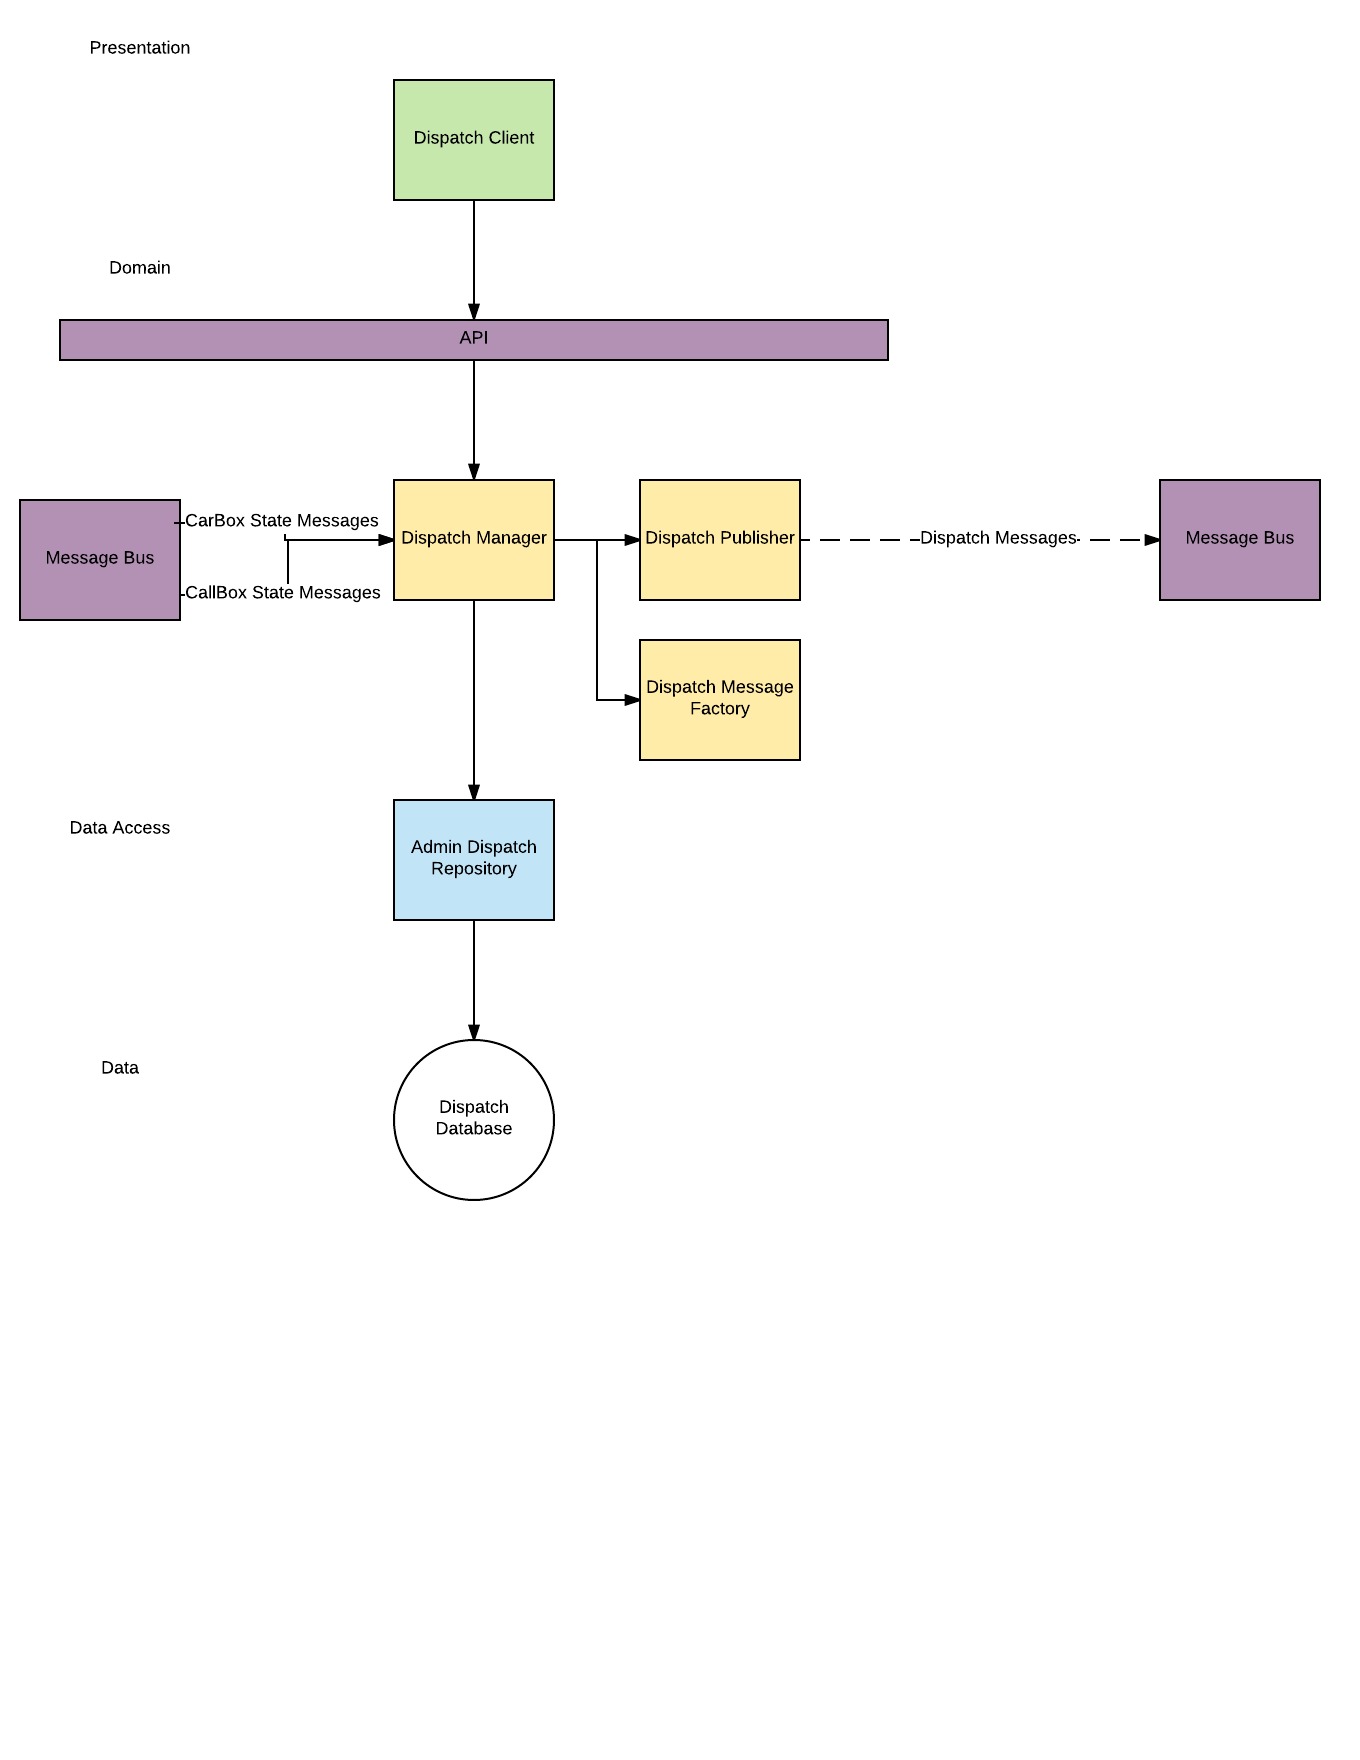 Presentation
Dispatch Client
Domain
API
CarBox State Messages
Message Bus
CallBox State Messages
Dispatch Manager
Dispatch Publisher
Dispatch Messages
Message Bus
Dispatch Message
Factory
Data Access
Admin Dispatch
Repository
Data
Dispatch
Database